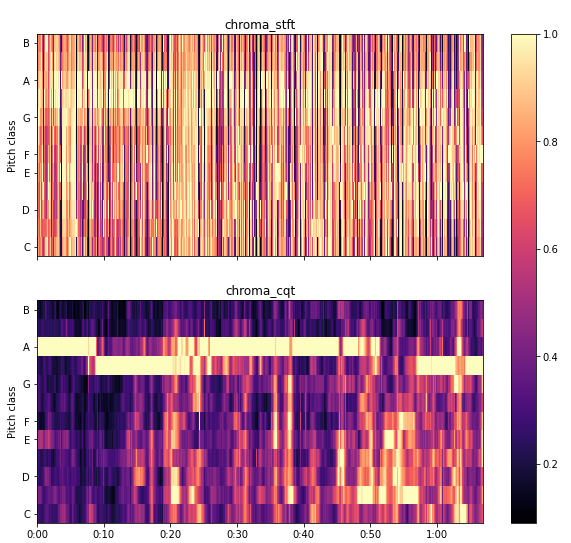 chroma_stft
Pitch class
B
A
G
F
E
D
C
chroma_cqt
Pitch class
B
A
G
F
E
D
C
0:00 0:10 0:20 0:30 0:40 0:50 1:00
1.0
0.8
0.6
0.4
0.2